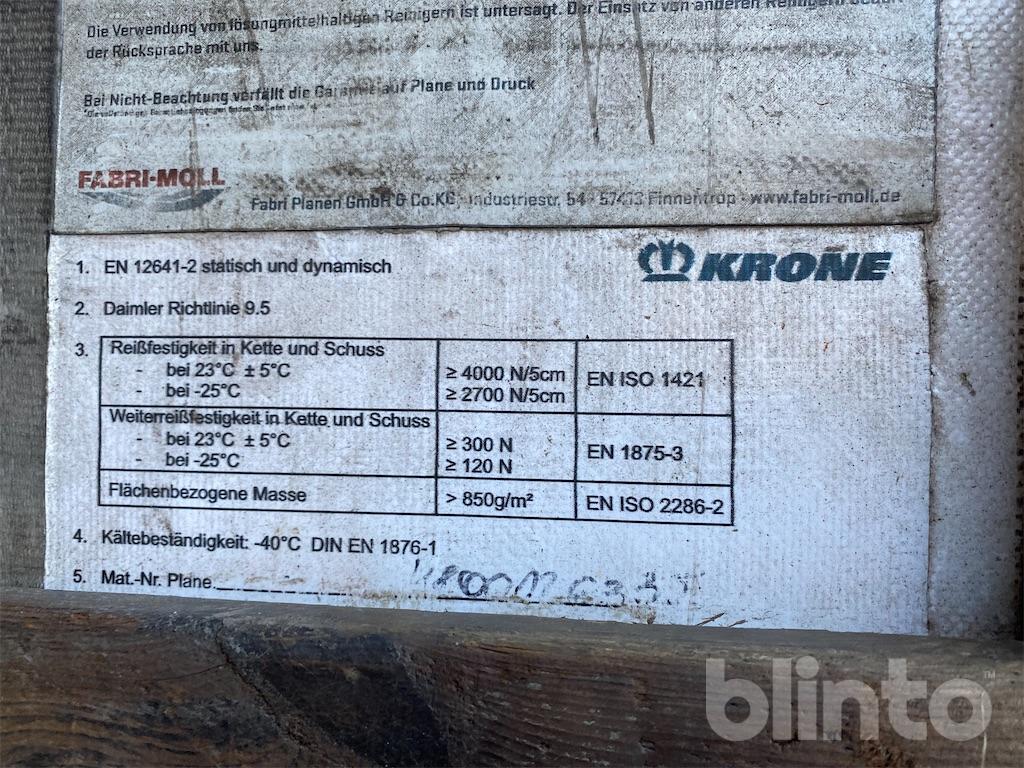 Die Verwendung von lösungmittelhaltigen Reinigern ist untersagt. Der Einsatz von anderen Reinigern bedarf
der Rücksprache mit uns.
Bei Nicht-Beachtung verfällt die Garantie auf Plane und Druck
FABRI-MOLL
Fabri Planen GmbH & Co.KG, Industriestr. 54 · 57413 Finnentrop · www.fabri-moll.de
KRONE
1. EN 12641-2 statisch und dynamisch
2. Daimler Richtlinie 9.5
3. Reißfestigkeit in Kette und Schuss
- bei 23°C ± 5°C ≥ 4000 N/5cm EN ISO 1421
- bei -25°C ≥ 2700 N/5cm
Weiterreißfestigkeit in Kette und Schuss
- bei 23°C ± 5°C ≥ 300 N EN 1875-3
- bei -25°C ≥ 120 N
Flächenbezogene Masse > 850g/m² EN ISO 2286-2
4. Kältebeständigkeit: -40°C DIN EN 1876-1
5. Mat.-Nr. Plane
blinto™